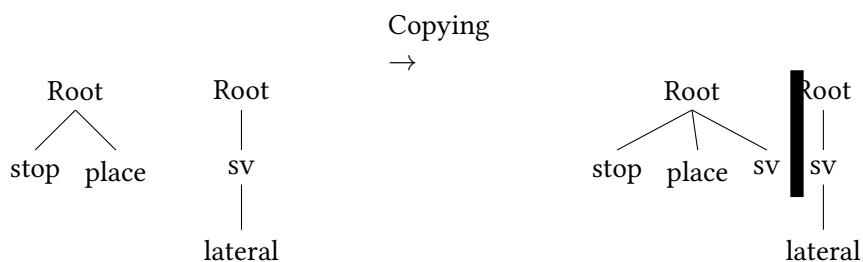 Copying
→
Root Root Root Root
stop place sv stop place sv sv
lateral lateral